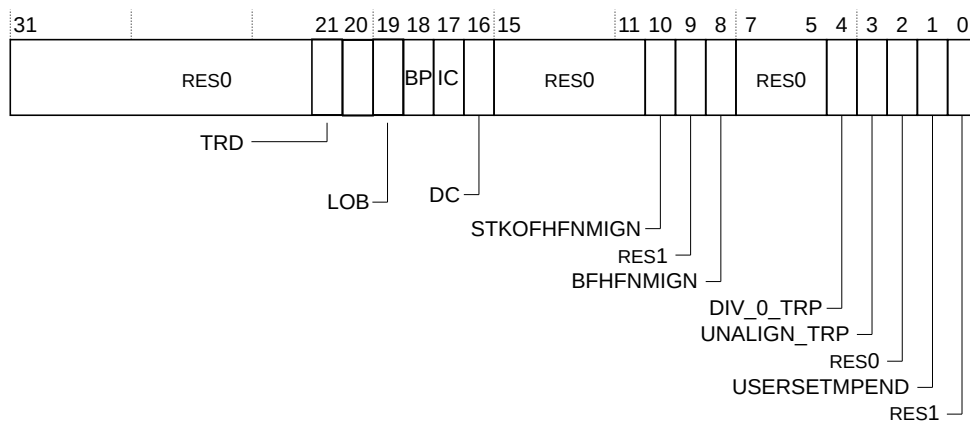 31 21 20 19 18 17 16 15 11 10 9 8 7 5 4 3 2 1 0
RES0 BP IC RES0 RES0
TRD
LOB DC
STKOFHFNMIGN
RES1
BFHFNMIGN
DIV_0_TRP
UNALIGN_TRP
RES0
USERSETMPEND
RES1